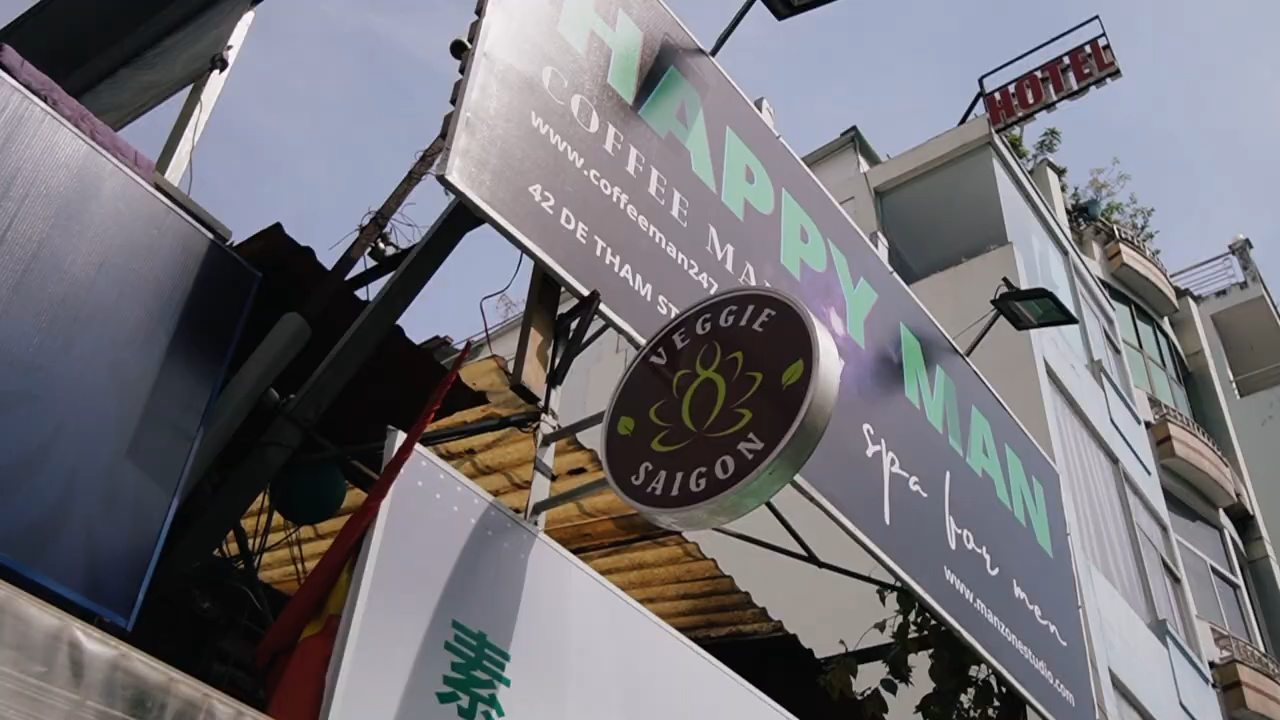 HOTEL
HAPPY MAN
COFFEE MAN
www.coffeeman247
42 DE THAM ST
spa for men
www.manzonestudio.com
VEGGIE
SAIGON
素